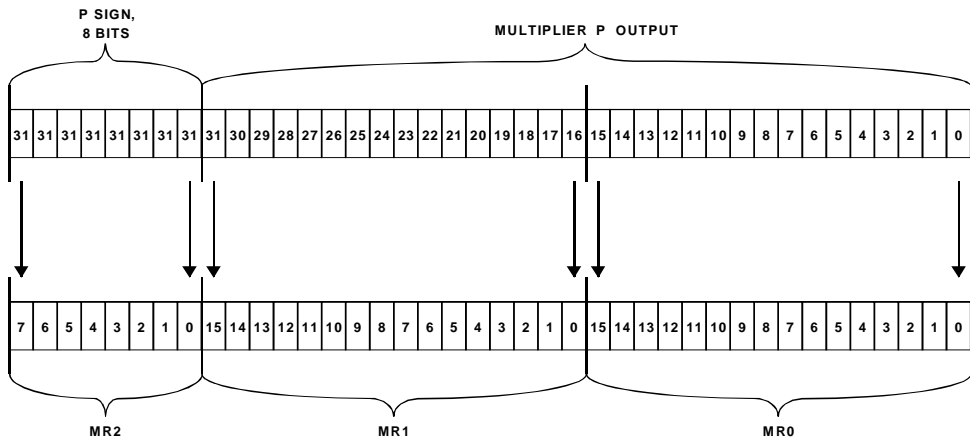 P SIGN,
8 BITS
MULTIPLIER P OUTPUT
31 31 31 31 31 31 31 31 31 30 29 28 27 26 25 24 23 22 21 20 19 18 17 16 15 14 13 12 11 10 9 8 7 6 5 4 3 2 1 0
7 6 5 4 3 2 1 0 15 14 13 12 11 10 9 8 7 6 5 4 3 2 1 0 15 14 13 12 11 10 9 8 7 6 5 4 3 2 1 0
MR2 MR1 MR0